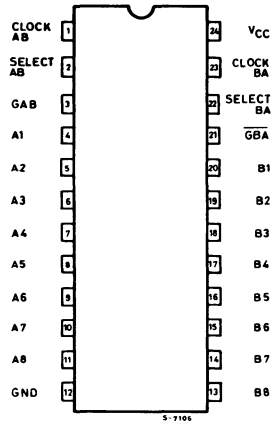 CLOCK AB 1 24 VCC
SELECT AB 2 23 CLOCK BA
GAB 3 22 SELECT BA
A1 4 21 GBA
A2 5 20 B1
A3 6 19 B2
A4 7 18 B3
A5 8 17 B4
A6 9 16 B5
A7 10 15 B6
A8 11 14 B7
GND 12 13 B8
S-7106